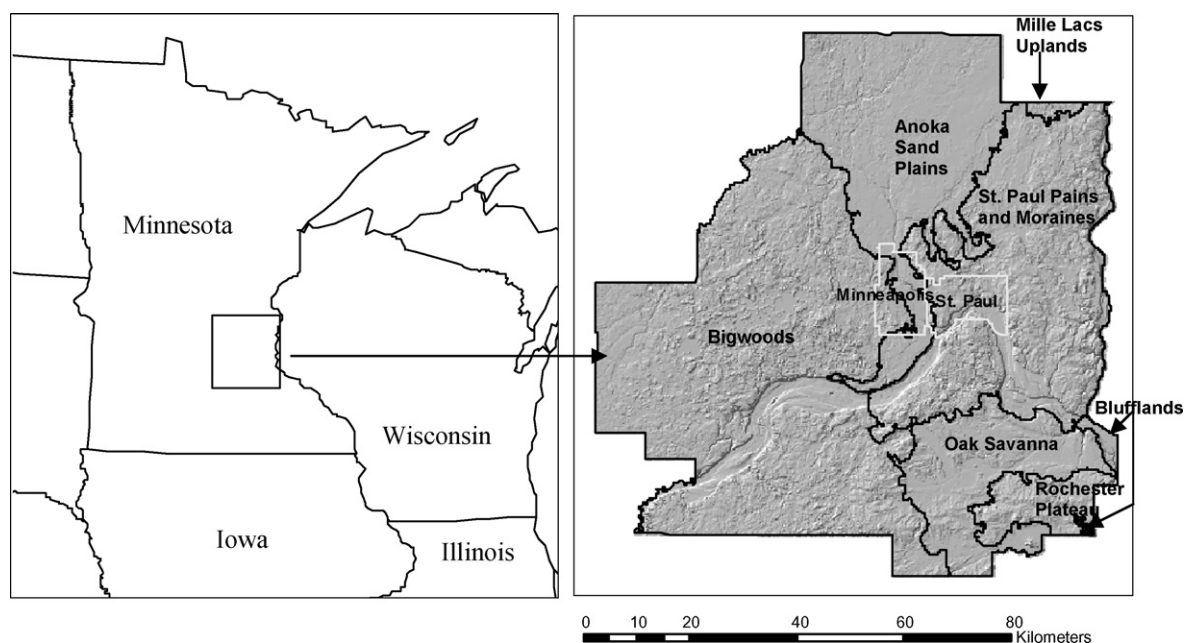 Minnesota
Wisconsin
Iowa
Illinois
Mille Lacs
Uplands
Anoka
Sand
Plains
St. Paul Pains
and Moraines
Minneapolis
St. Paul
Bigwoods
Blufflands
Oak Savanna
Rochester
Plateau
0 5 10 20 40 60 80
Kilometers